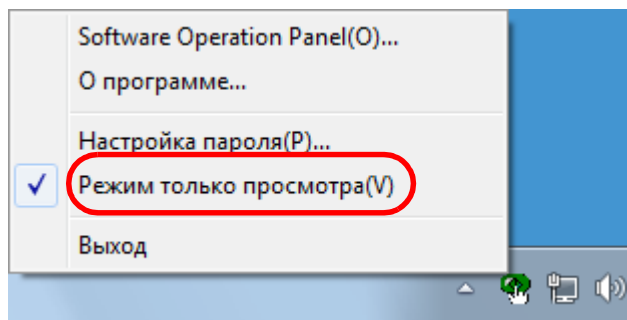 Software Operation Panel(O)...
О программе...
Настройка пароля(P)...
Режим только просмотра(V)
Выход